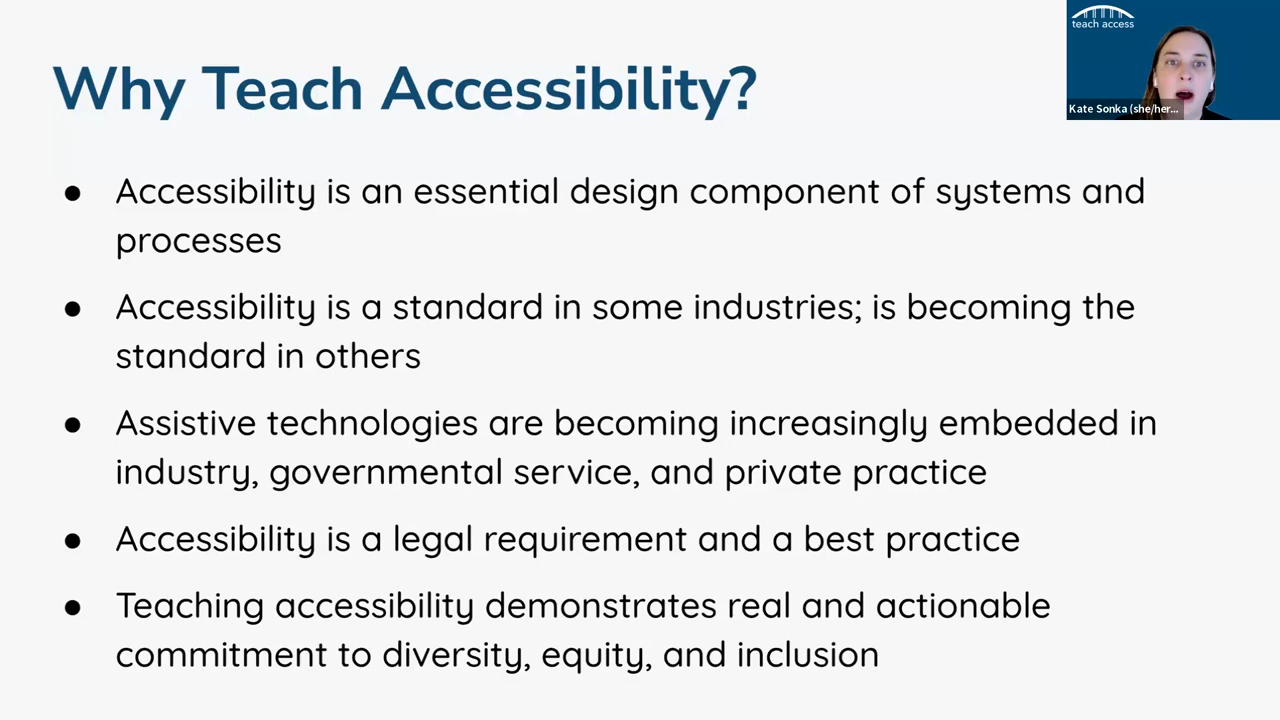 teach access
Why Teach Accessibility?
Kate Sonka (she/her...
● Accessibility is an essential design component of systems and
processes
● Accessibility is a standard in some industries; is becoming the
standard in others
● Assistive technologies are becoming increasingly embedded in
industry, governmental service, and private practice
● Accessibility is a legal requirement and a best practice
● Teaching accessibility demonstrates real and actionable
commitment to diversity, equity, and inclusion